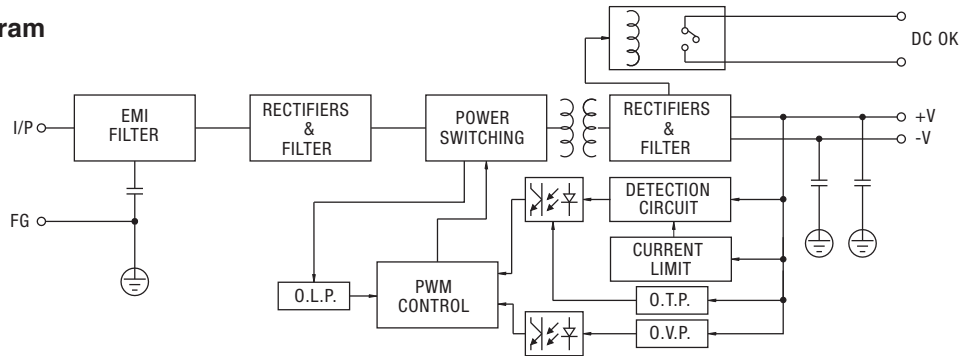 ram
DC OK
I/P
EMI
FILTER
RECTIFIERS
&
FILTER
POWER
SWITCHING
RECTIFIERS
&
FILTER
+V
-V
FG
DETECTION
CIRCUIT
CURRENT
LIMIT
O.L.P.
PWM
CONTROL
O.T.P.
O.V.P.